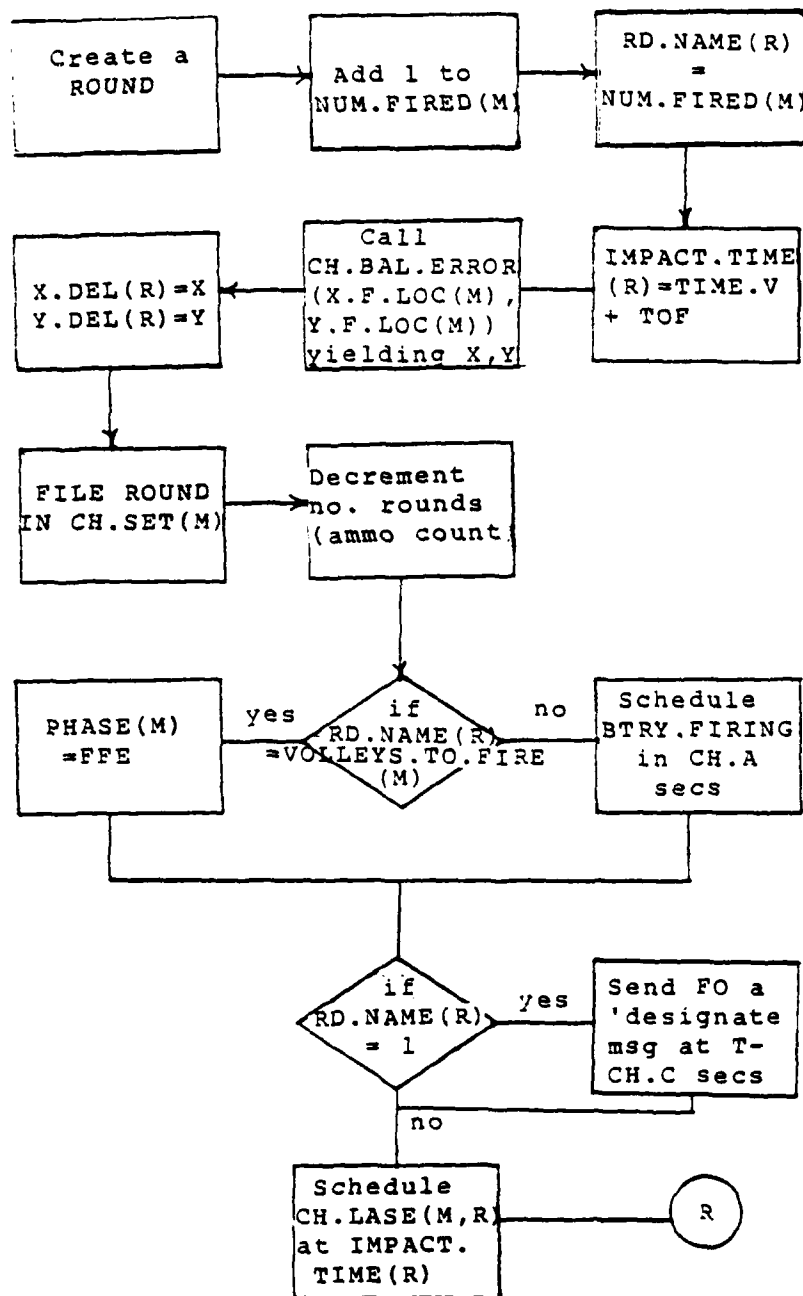 Create a
ROUND
Add 1 to
NUM.FIRED(M)
RD.NAME(R)
=
NUM.FIRED(M)
X.DEL(R)=X
Y.DEL(R)=Y
Call
CH.BAL.ERROR
(X.F.LOC(M),
Y.F.LOC(M))
yielding X,Y
IMPACT.TIME
(R)=TIME.V
+ TOF
FILE ROUND
IN CH.SET(M)
Decrement
no. rounds
(ammo count
PHASE(M)
=FFE
yes
if
RD.NAME(R)
=VOLLEYS.TO.FIRE
(M)
no
Schedule
BTRY.FIRING
in CH.A
secs
if
RD.NAME(R)
= 1
yes
Send FO a
'designate
msg at T-
CH.C secs
no
Schedule
CH.LASE(M,R)
at IMPACT.
TIME(R)
R